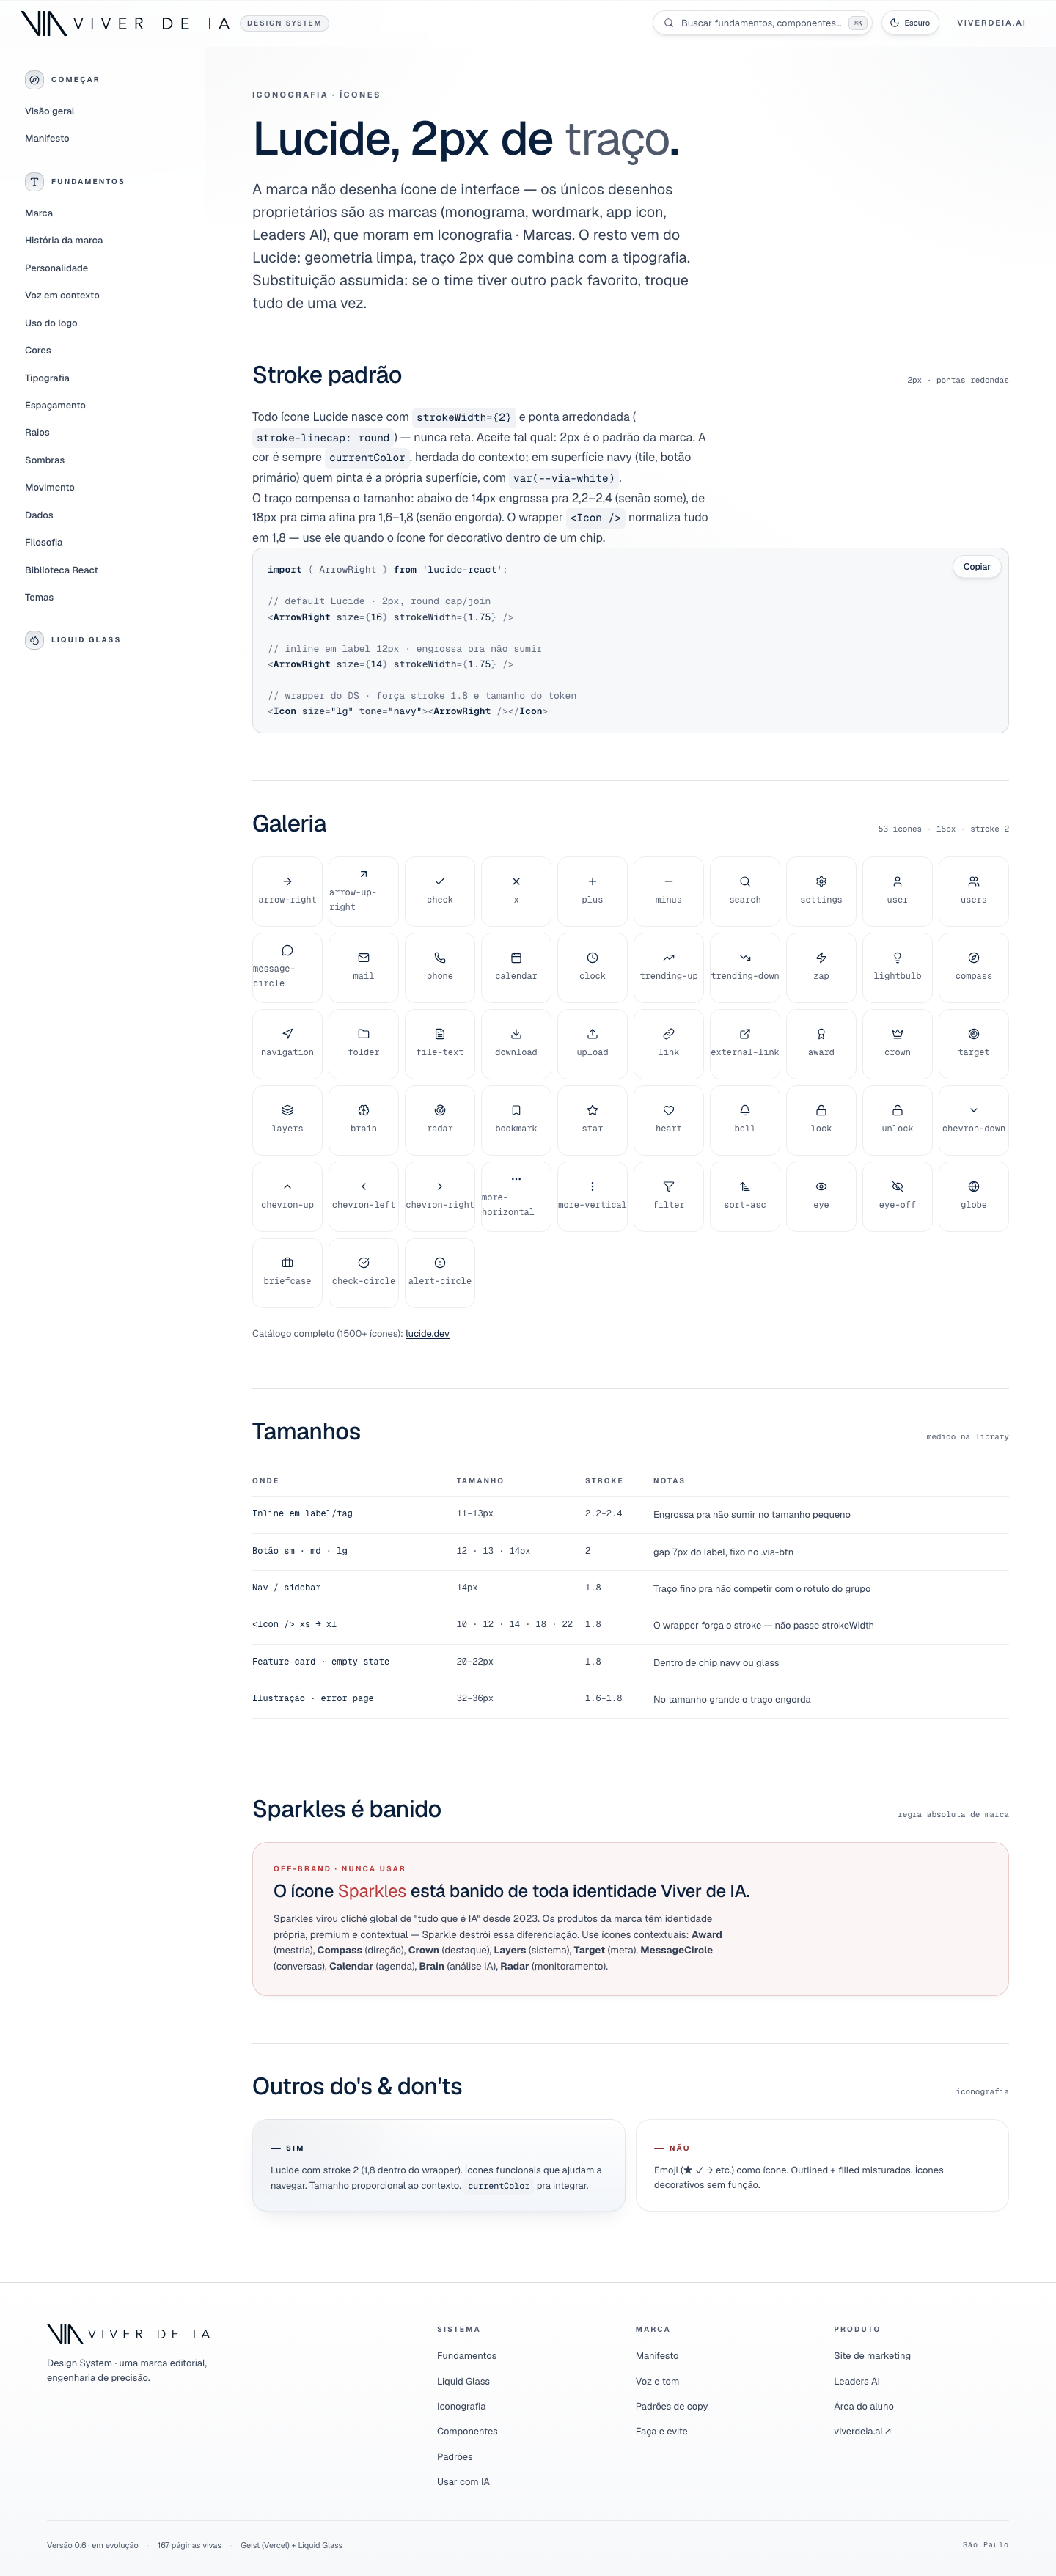 VIVER DE IA DESIGN SYSTEM
Buscar fundamentos, componentes... ⌘K
Escuro
VIVERDEIA.AI
COMEÇAR
Visão geral
Manifesto
FUNDAMENTOS
Marca
História da marca
Personalidade
Voz em contexto
Uso do logo
Cores
Tipografia
Espaçamento
Raios
Sombras
Movimento
Dados
Filosofia
Biblioteca React
Temas
LIQUID GLASS
ICONOGRAFIA · ÍCONES
Lucide, 2px de traço.
A marca não desenha ícone de interface — os únicos desenhos
proprietários são as marcas (monograma, wordmark, app icon,
Leaders AI), que moram em Iconografia · Marcas. O resto vem do
Lucide: geometria limpa, traço 2px que combina com a tipografia.
Substituição assumida: se o time tiver outro pack favorito, troque
tudo de uma vez.
Stroke padrão
2px · pontas redondas
Todo ícone Lucide nasce com strokeWidth={2} e ponta arredondada (
stroke-linecap: round ) — nunca reta. Aceite tal qual: 2px é o padrão da marca. A
cor é sempre currentColor , herdada do contexto; em superfície navy (tile, botão
primário) quem pinta é a própria superfície, com var(--via-white) .
O traço compensa o tamanho: abaixo de 14px engrossa pra 2,2–2,4 (senão some), de
18px pra cima afina pra 1,6–1,8 (senão engorda). O wrapper <Icon /> normaliza tudo
em 1,8 — use ele quando o ícone for decorativo dentro de um chip.
Copiar
import { ArrowRight } from 'lucide-react';
// default Lucide · 2px, round cap/join
<ArrowRight size={16} strokeWidth={1.75} />
// inline em label 12px · engrossa pra não sumir
<ArrowRight size={14} strokeWidth={1.75} />
// wrapper do DS · força stroke 1.8 e tamanho do token
<Icon size="lg" tone="navy"><ArrowRight /></Icon>
Galeria
53 ícones · 18px · stroke 2
arrow-right
arrow-up-
right
check
x
plus
minus
search
settings
user
users
message-
circle
mail
phone
calendar
clock
trending-up
trending-down
zap
lightbulb
compass
navigation
folder
file-text
download
upload
link
external-link
award
crown
target
layers
brain
radar
bookmark
star
heart
bell
lock
unlock
chevron-down
chevron-up
chevron-left
chevron-right
more-
horizontal
more-vertical
filter
sort-asc
eye
eye-off
globe
briefcase
check-circle
alert-circle
Catálogo completo (1500+ ícones): lucide.dev
Tamanhos
medido na library
ONDE TAMANHO STROKE NOTAS
Inline em label/tag 11–13px 2.2–2.4 Engrossa pra não sumir no tamanho pequeno
Botão sm · md · lg 12 · 13 · 14px 2 gap 7px do label, fixo no .via-btn
Nav / sidebar 14px 1.8 Traço fino pra não competir com o rótulo do grupo
<Icon /> xs → xl 10 · 12 · 14 · 18 · 22 1.8 O wrapper força o stroke — não passe strokeWidth
Feature card · empty state 20–22px 1.8 Dentro de chip navy ou glass
Ilustração · error page 32–36px 1.6–1.8 No tamanho grande o traço engorda
Sparkles é banido
regra absoluta de marca
OFF-BRAND · NUNCA USAR
O ícone Sparkles está banido de toda identidade Viver de IA.
Sparkles virou cliché global de "tudo que é IA" desde 2023. Os produtos da marca têm identidade
própria, premium e contextual — Sparkle destrói essa diferenciação. Use ícones contextuais: Award
(mestria), Compass (direção), Crown (destaque), Layers (sistema), Target (meta), MessageCircle
(conversas), Calendar (agenda), Brain (análise IA), Radar (monitoramento).
Outros do's & don'ts
iconografia
SIM
Lucide com stroke 2 (1,8 dentro do wrapper). Ícones funcionais que ajudam a
navegar. Tamanho proporcional ao contexto. currentColor pra integrar.
NÃO
Emoji (★ ✓ → etc.) como ícone. Outlined + filled misturados. Ícones
decorativos sem função.
VIVER DE IA
Design System · uma marca editorial,
engenharia de precisão.
SISTEMA
Fundamentos
Liquid Glass
Iconografia
Componentes
Padrões
Usar com IA
MARCA
Manifesto
Voz e tom
Padrões de copy
Faça e evite
PRODUTO
Site de marketing
Leaders AI
Área do aluno
viverdeia.ai ↗
Versão 0.6 · em evolução · 167 páginas vivas · Geist (Vercel) + Liquid Glass
São Paulo